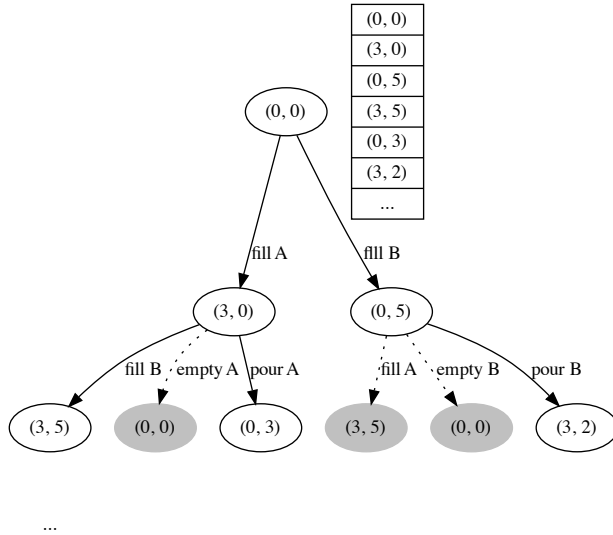 (0, 0)
(3, 0)
(0, 5)
(3, 5)
(0, 3)
(3, 2)
...
(0, 0)
fill A
flll B
(3, 0)
(0, 5)
fill B
empty A
pour A
fill A
empty B
pour B
(3, 5)
(0, 0)
(0, 3)
(3, 5)
(0, 0)
(3, 2)
...